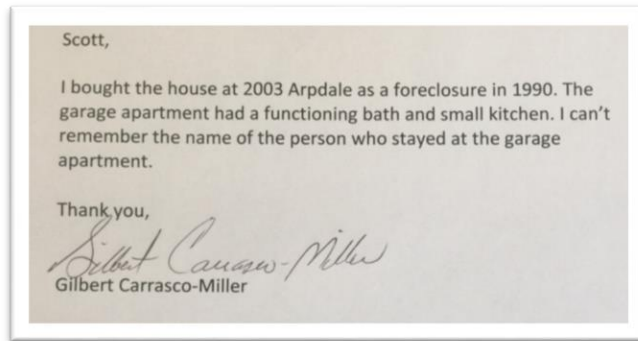 Scott,
I bought the house at 2003 Arpdale as a foreclosure in 1990. The
garage apartment had a functioning bath and small kitchen. I can't
remember the name of the person who stayed at the garage
apartment.
Thank you,
Gilbert Carrasco-Miller
Gilbert Carrasco-Miller